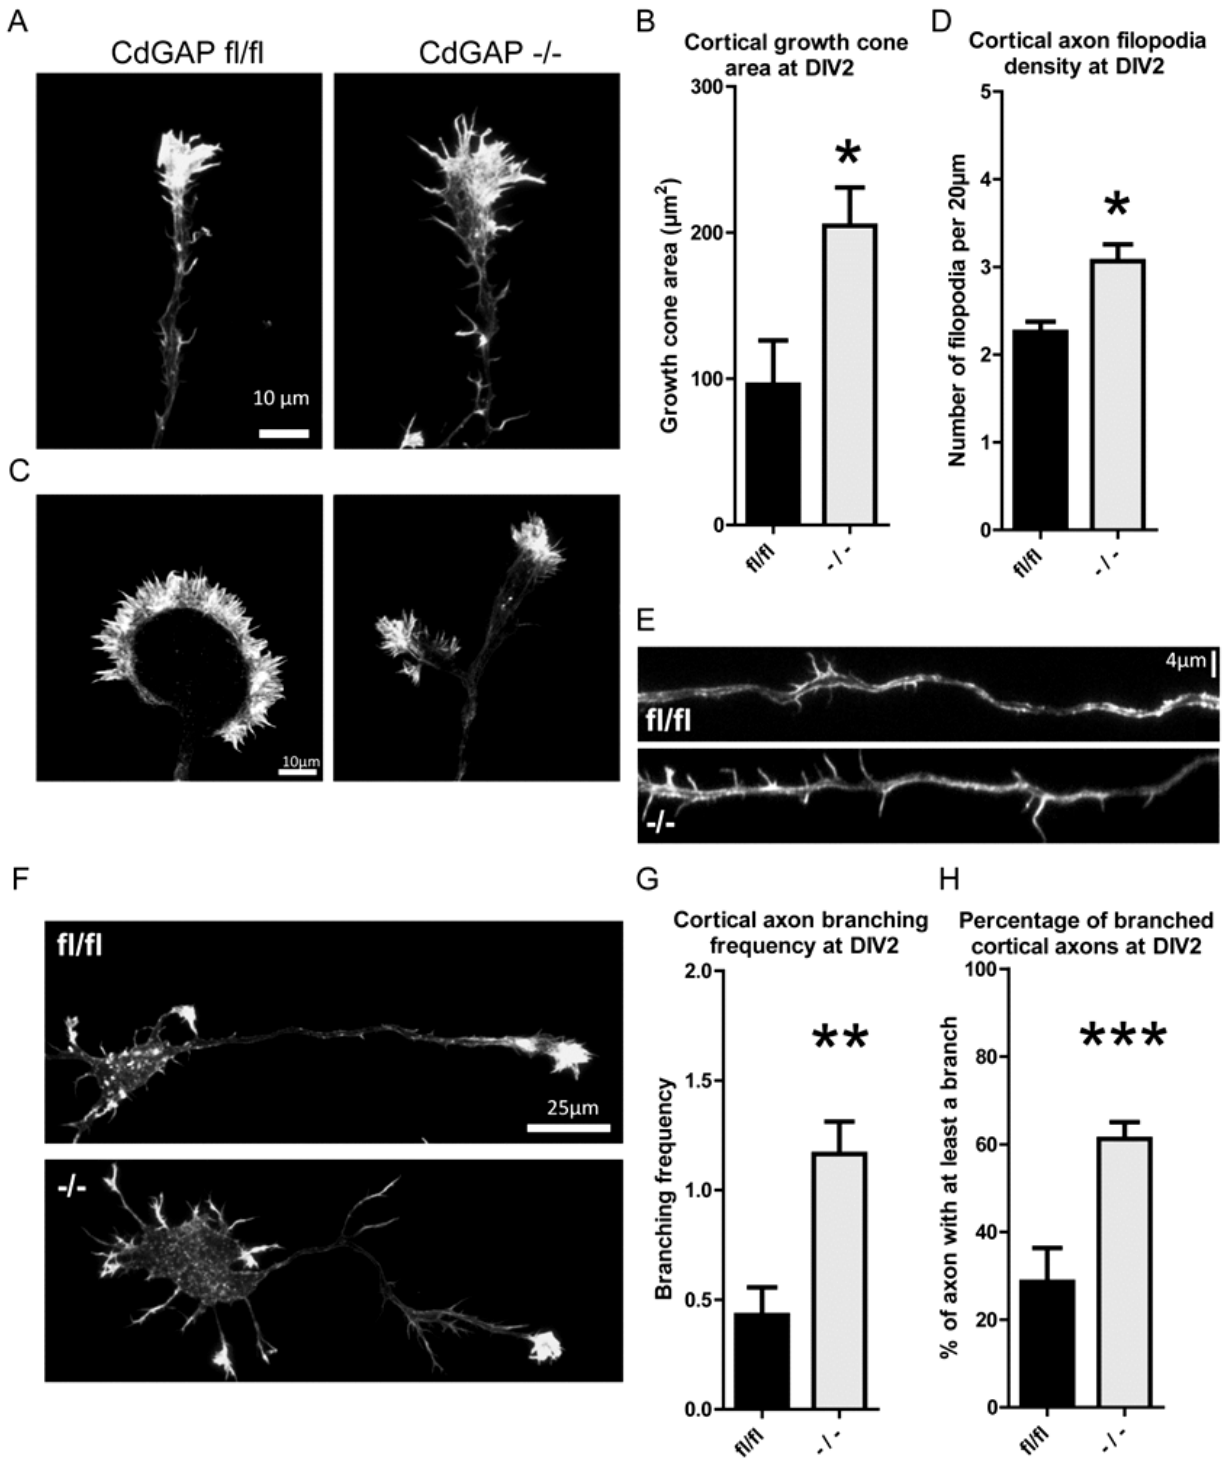 A
CdGAP fl/fl
CdGAP -/-
10 µm
B
Cortical growth cone
area at DIV2
300
200
100
0
Growth cone area (µm²)
*
fl/fl
- / -
D
Cortical axon filopodia
density at DIV2
5
4
3
2
1
0
Number of filopodia per 20µm
*
fl/fl
- / -
C
10µm
E
4µm
fl/fl
-/-
F
fl/fl
25µm
-/-
G
Cortical axon branching
frequency at DIV2
2.0
1.5
1.0
0.5
0.0
Branching frequency
**
fl/fl
- / -
H
Percentage of branched
cortical axons at DIV2
100
80
60
40
20
0
% of axon with at least a branch
***
fl/fl
- / -